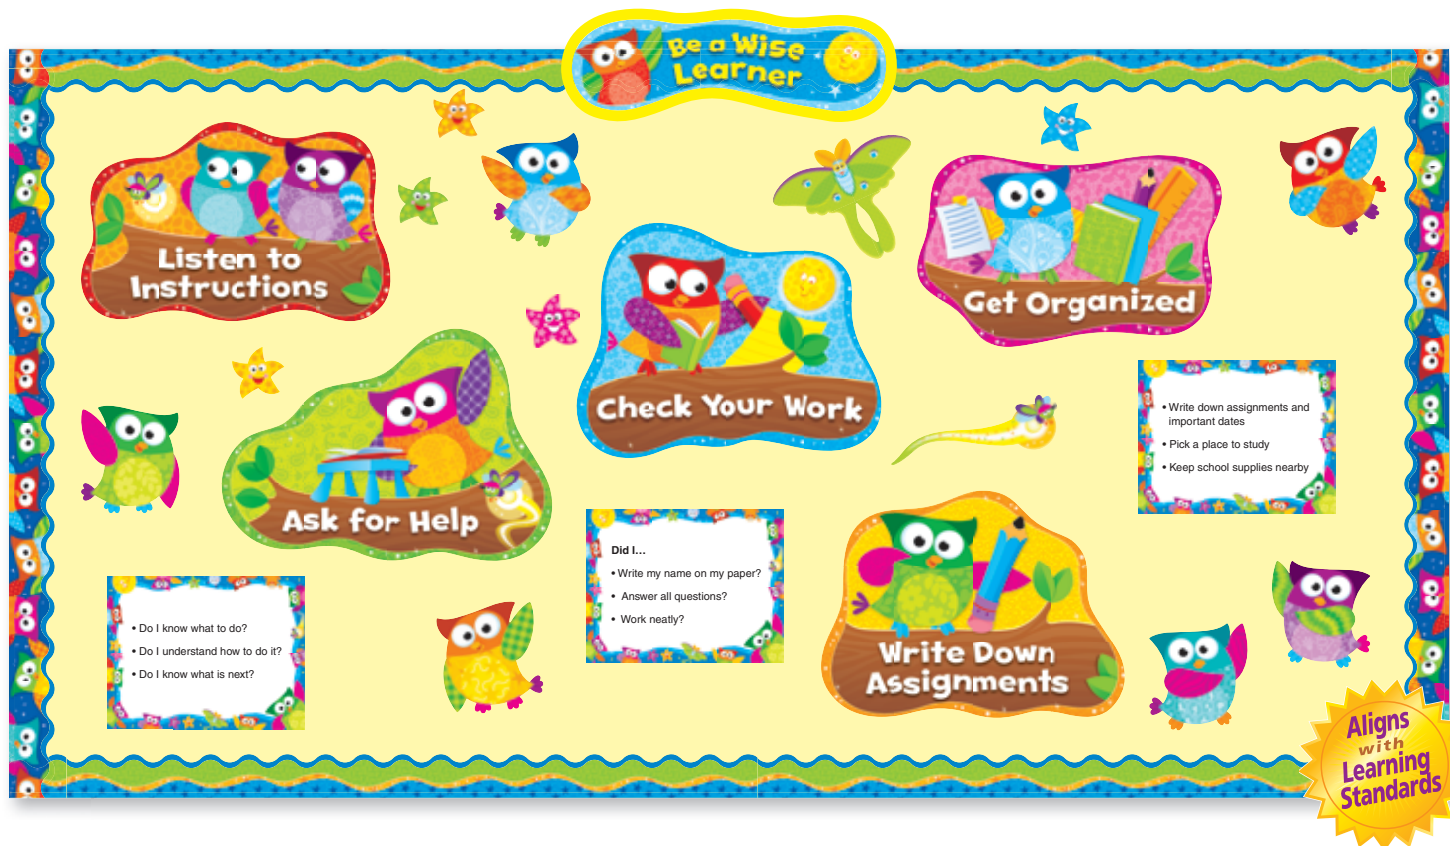 Be a Wise
Learner
Listen to
Instructions
Get Organized
Check Your Work
Ask for Help
• Write down assignments and
important dates
• Pick a place to study
• Keep school supplies nearby
Did I...
• Write my name on my paper?
• Answer all questions?
• Work neatly?
Write Down
Assignments
• Do I know what to do?
• Do I understand how to do it?
• Do I know what is next?
Aligns
with
Learning
Standards